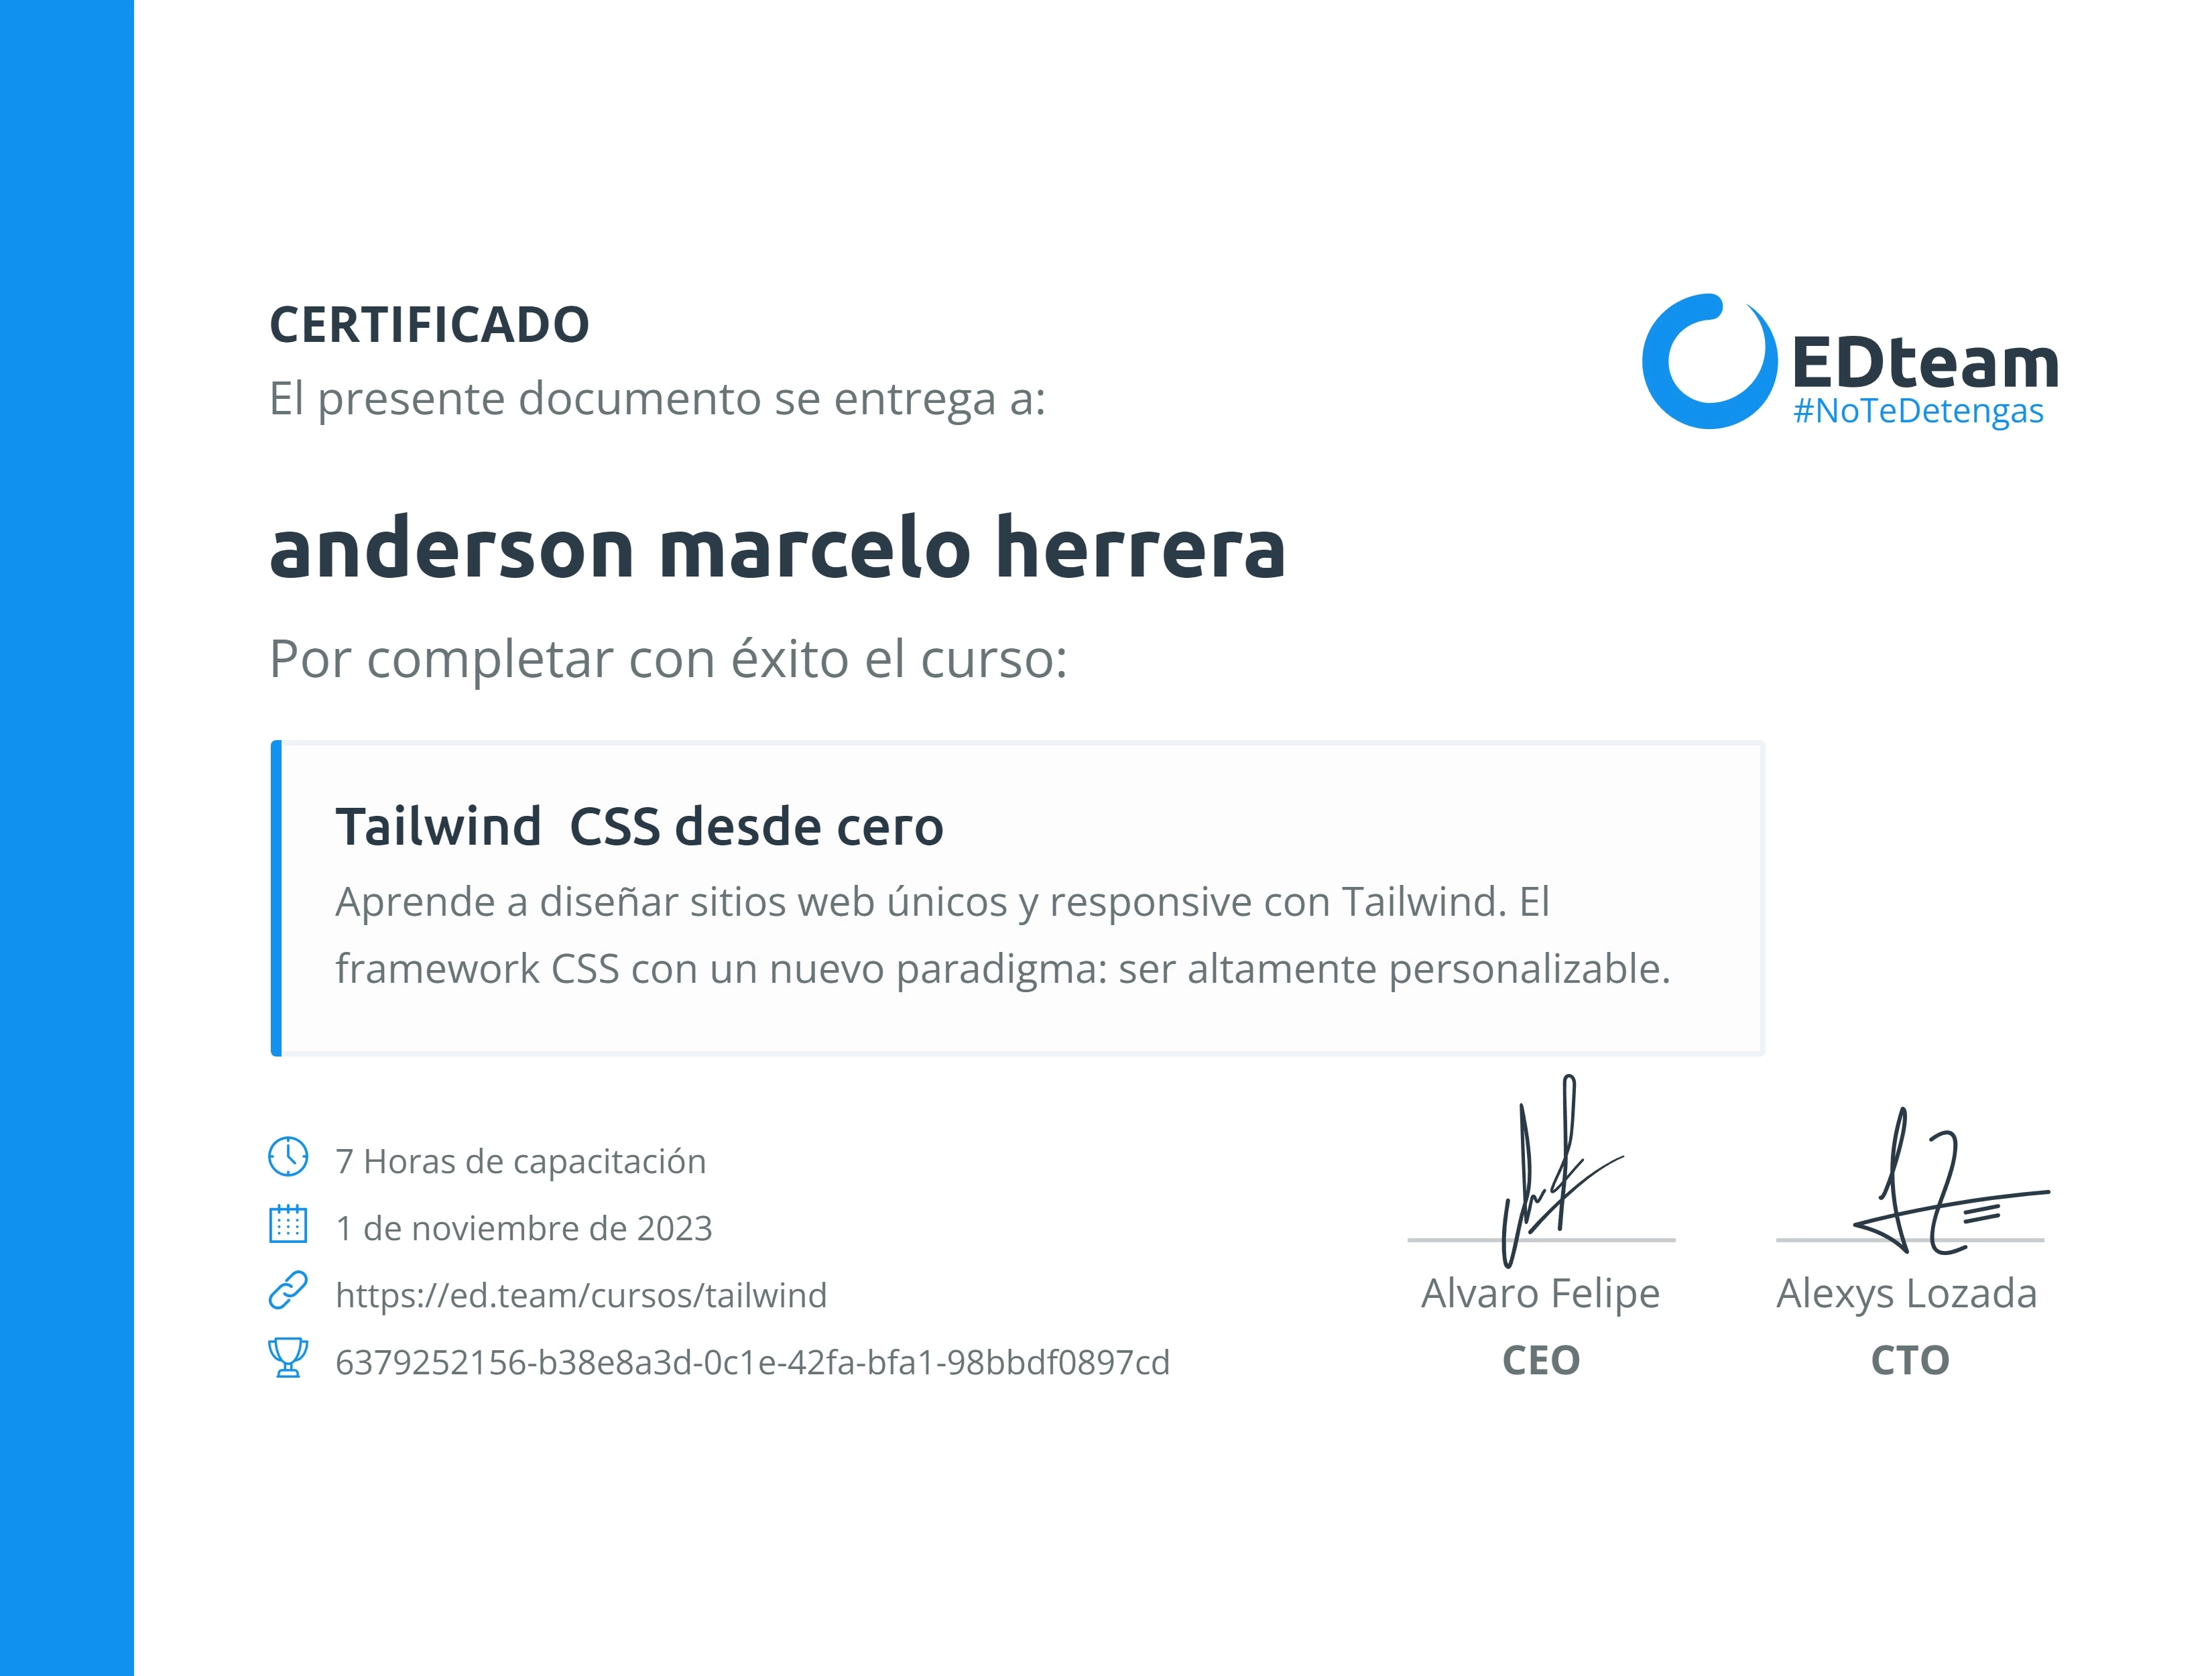 CERTIFICADO
El presente documento se entrega a:
EDteam
#NoTeDetengas
anderson marcelo herrera
Por completar con éxito el curso:
Tailwind  CSS desde cero
Aprende a diseñar sitios web únicos y responsive con Tailwind. El
framework CSS con un nuevo paradigma: ser altamente personalizable.
7 Horas de capacitación
1 de noviembre de 2023
https://ed.team/cursos/tailwind
6379252156-b38e8a3d-0c1e-42fa-bfa1-98bbdf0897cd
Alvaro Felipe
CEO
Alexys Lozada
CTO